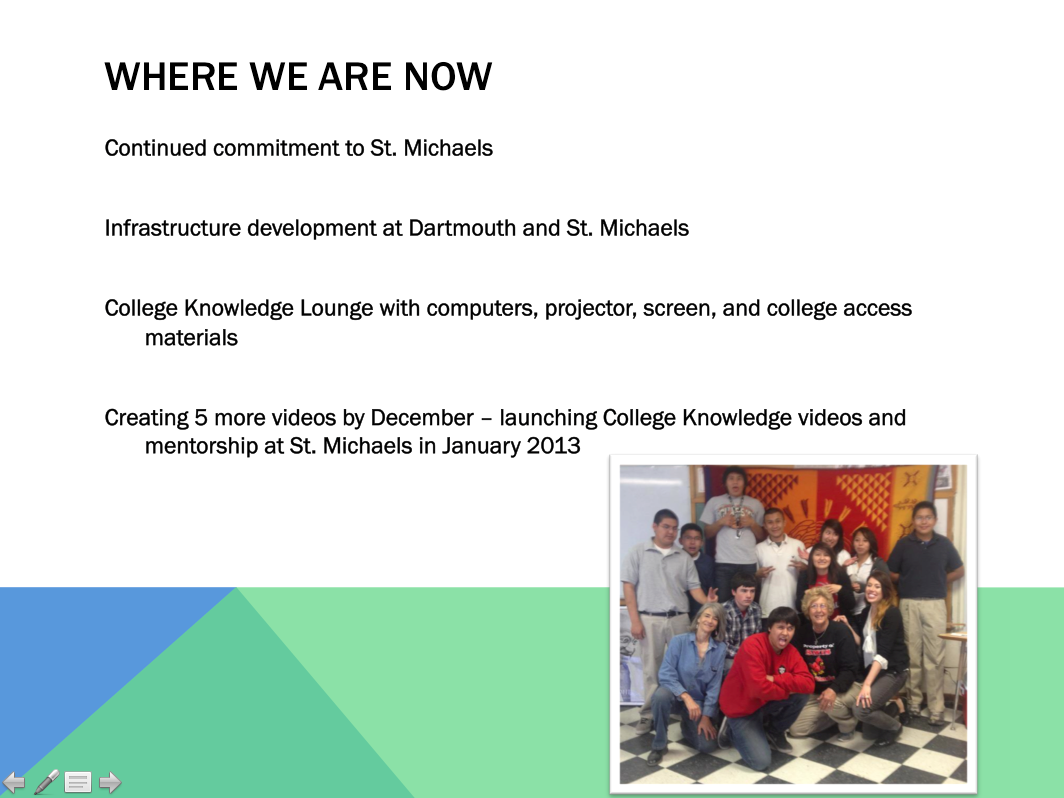 WHERE WE ARE NOW
Continued commitment to St. Michaels
Infrastructure development at Dartmouth and St. Michaels
College Knowledge Lounge with computers, projector, screen, and college access
materials
Creating 5 more videos by December – launching College Knowledge videos and
mentorship at St. Michaels in January 2013